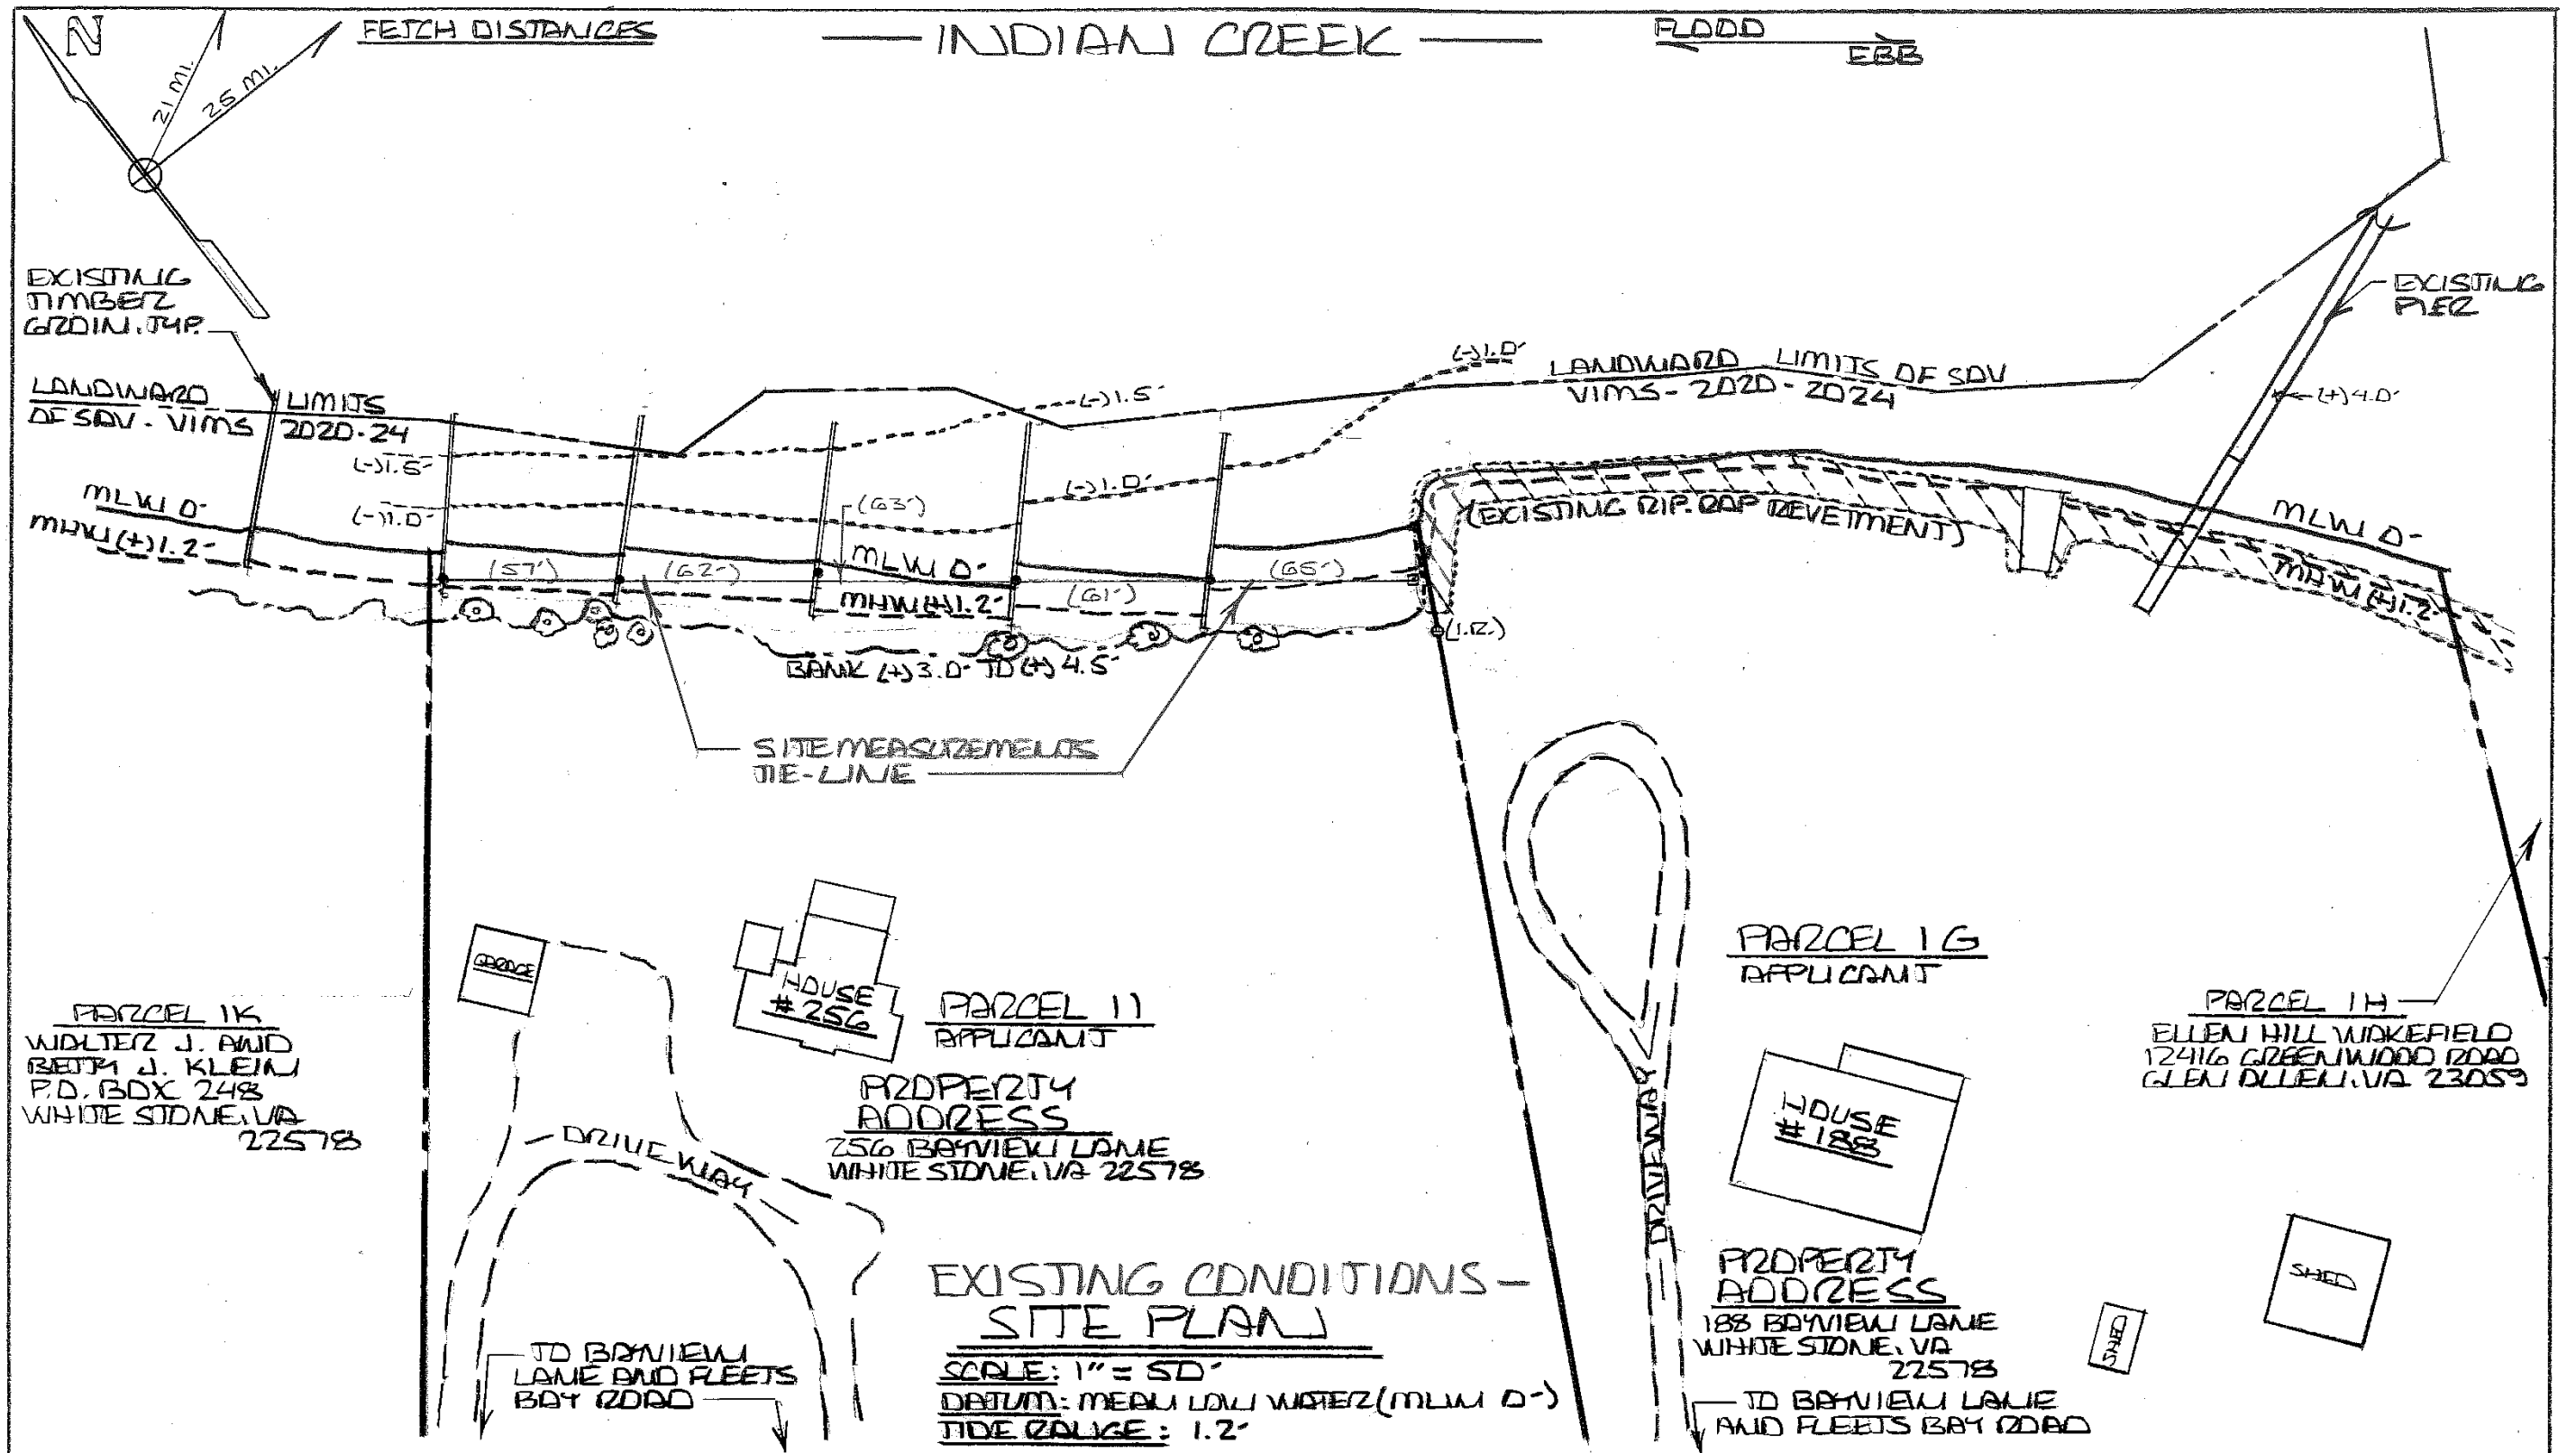 N
FETCH DISTANCES
21 MI.
25 MI.
INDIAN CREEK
FLOOD
EBB
EXISTING
TIMBER
GROIN, TYP.
LANDWARD LIMITS
OF SAV - VIMS 2020-24
(-)1.5'
(-)1.0'
MLW 0'
MHW (+)1.2'
(57')
(62')
(63')
MLW 0'
MHW (+)1.2'
(61')
(65')
(-)1.5'
(-)1.0'
(-)1.0'
LANDWARD LIMITS OF SAV
VIMS - 2020 - 2024
EXISTING
PIER
(+)4.0'
(EXISTING RIP-RAP REVETMENT)
MLW 0'
MHW (+)1.2'
(I.R.)
BANK (+)3.0' TO (+)4.5'
SITE MEASUREMENTS
TIE-LINE
GARAGE
HOUSE
# 256
PARCEL 1K
WALTER J. AND
BETTY J. KLEIN
P.O. BOX 248
WHITE STONE, VA
22578
PARCEL 1I
APPLICANT
PROPERTY
ADDRESS
256 BAYVIEW LANE
WHITE STONE, VA 22578
DRIVEWAY
TO BAYVIEW
LANE AND FLEETS
BAY ROAD
EXISTING CONDITIONS -
SITE PLAN
SCALE: 1" = 50'
DATUM: MEAN LOW WATER (MLW 0')
TIDE RANGE: 1.2'
PARCEL 1G
APPLICANT
DRIVEWAY
HOUSE
# 188
PROPERTY
ADDRESS
188 BAYVIEW LANE
WHITE STONE, VA
22578
TO BAYVIEW LANE
AND FLEETS BAY ROAD
PARCEL 1H
ELLEN HILL WAKEFIELD
12416 GREENWOOD ROAD
GLEN ALLEN, VA 23059
SHED
SHED